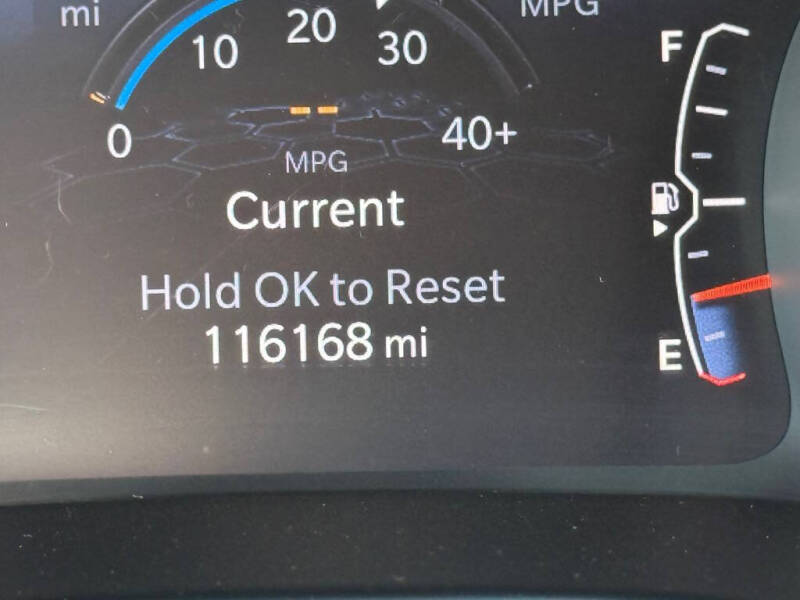 mi
MPG
10
20
30
F
0
--
40+
MPG
Current
Hold OK to Reset
116168 mi
E